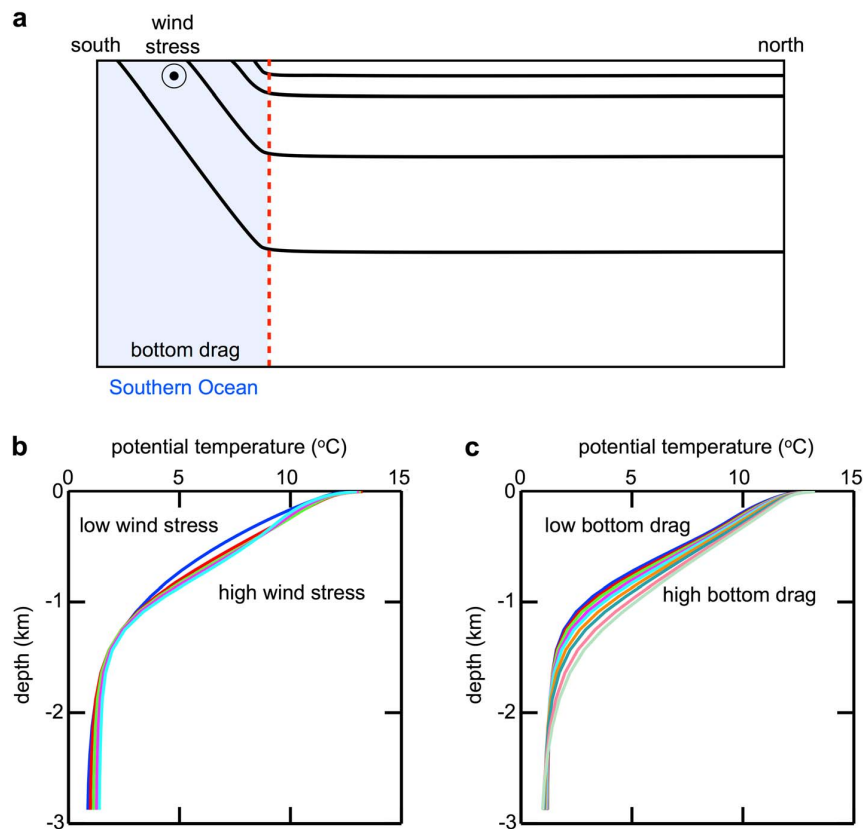 a
wind
stress
south
north
bottom drag
Southern Ocean
b
potential temperature (°C)
0
5
10
15
0
low wind stress
high wind stress
-1
depth (km)
-2
-3
c
potential temperature (°C)
0
5
10
15
0
low bottom drag
high bottom drag
-1
depth (km)
-2
-3